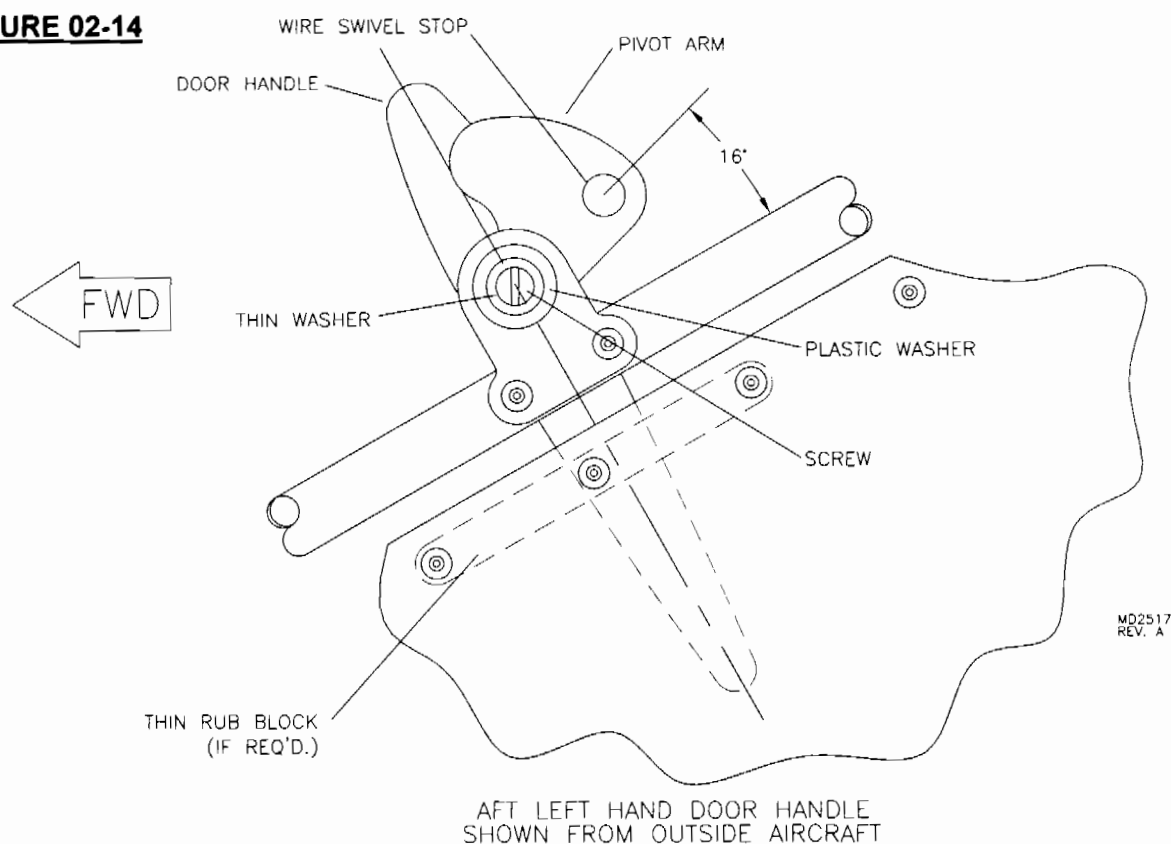 URE 02-14
WIRE SWIVEL STOP
PIVOT ARM
DOOR HANDLE
16°
FWD
THIN WASHER
PLASTIC WASHER
SCREW
MD2517
REV. A
THIN RUB BLOCK
(IF REQ'D.)
AFT LEFT HAND DOOR HANDLE
SHOWN FROM OUTSIDE AIRCRAFT